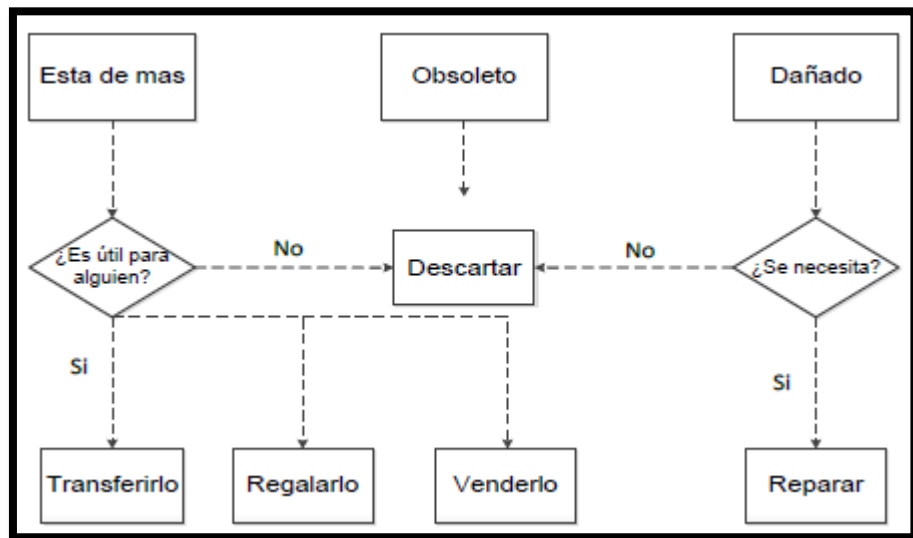 Esta de mas
Obsoleto
Dañado
¿Es útil para
alguien?
No
Descartar
No
¿Se necesita?
Si
Si
Transferirlo
Regalarlo
Venderlo
Reparar